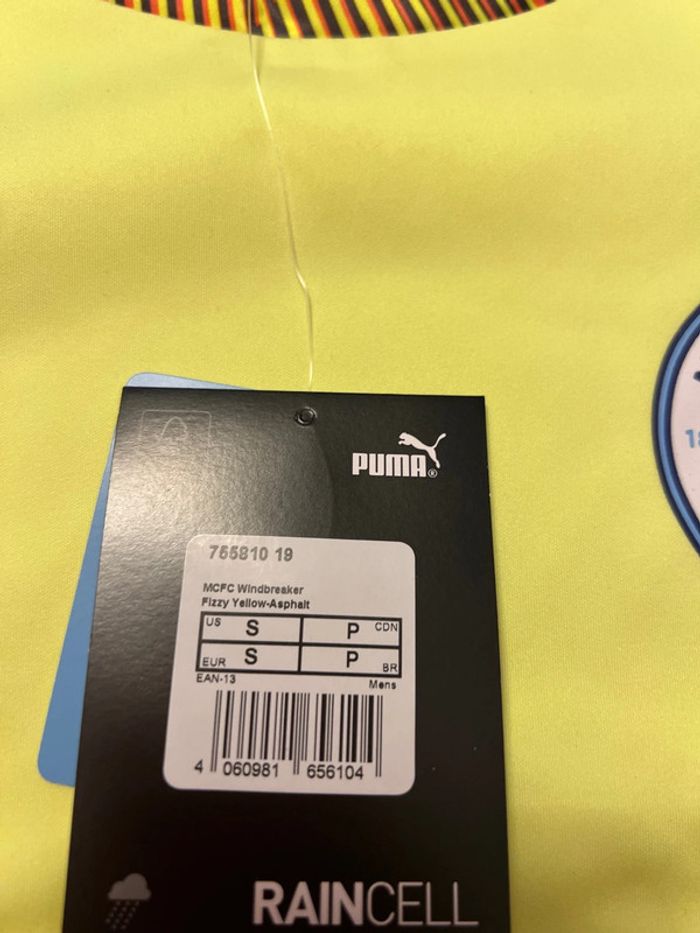 PUMA®
755810 19
MCFC Windbreaker
Fizzy Yellow-Asphalt
US S P CDN
EUR S P BR
EAN-13 Mens
4 060981 656104
RAINCELL